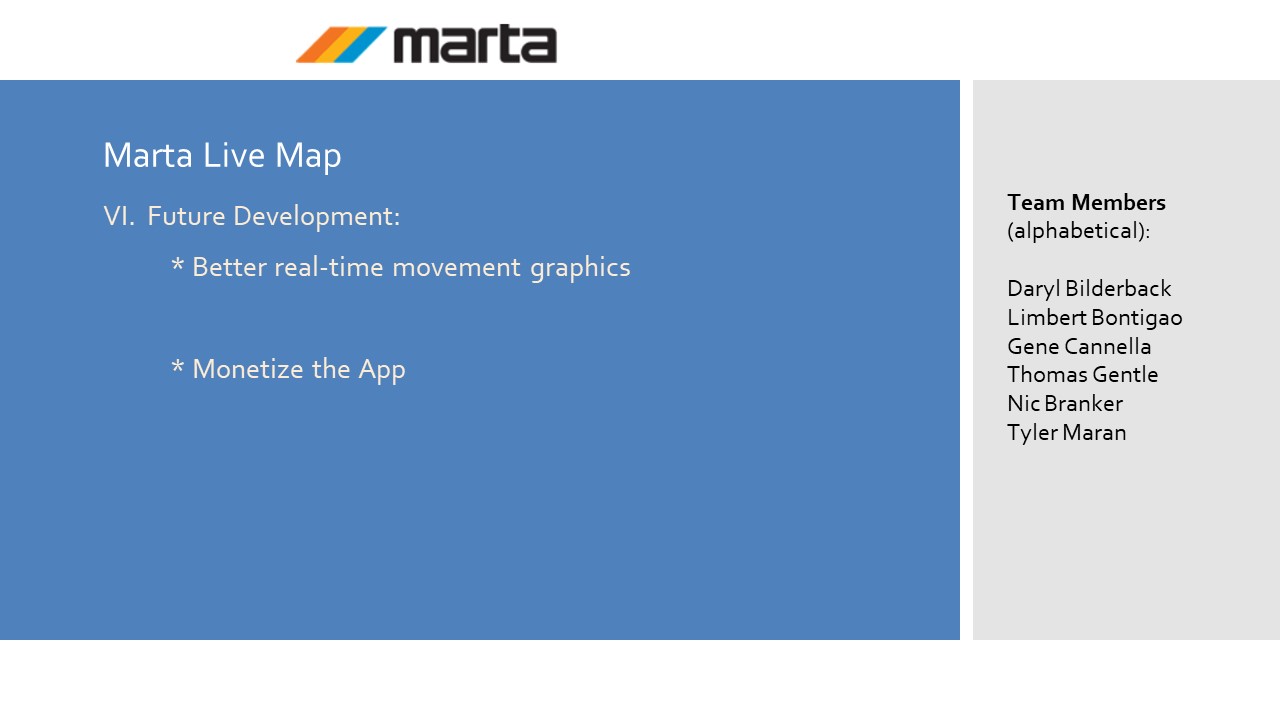 marta
Marta Live Map
VI. Future Development:
* Better real-time movement graphics
* Monetize the App
Team Members
(alphabetical):
Daryl Bilderback
Limbert Bontigao
Gene Cannella
Thomas Gentle
Nic Branker
Tyler Maran